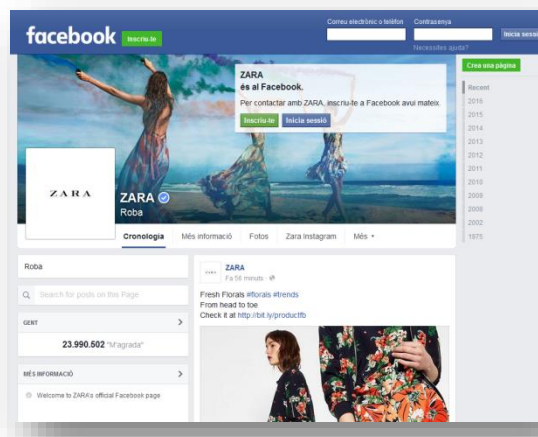 facebook
Inscriu-te
Correu electrònic o telèfon
Contrasenya
Inicia sessi
Necessites ajuda?
ZARA
és al Facebook.
Per contactar amb ZARA, inscriu-te a Facebook avui mateix.
Inscriu-te
Inicia sessió
Crea una pàgina
Recent
2016
2015
2014
2013
2012
2011
2010
2008
2002
1975
ZARA
ZARA
Roba
Cronologia
Més informació
Fotos
Zara Instagram
Més
Roba
Search for posts on this Page
GENT
23.990.502 "M'agrada"
MÉS INFORMACIÓ
Welcome to ZARA's official Facebook page
ZARA
Fa 58 minuts
Fresh Florals #florals #trends
From head to toe
Check it at http://bit.ly/productfb